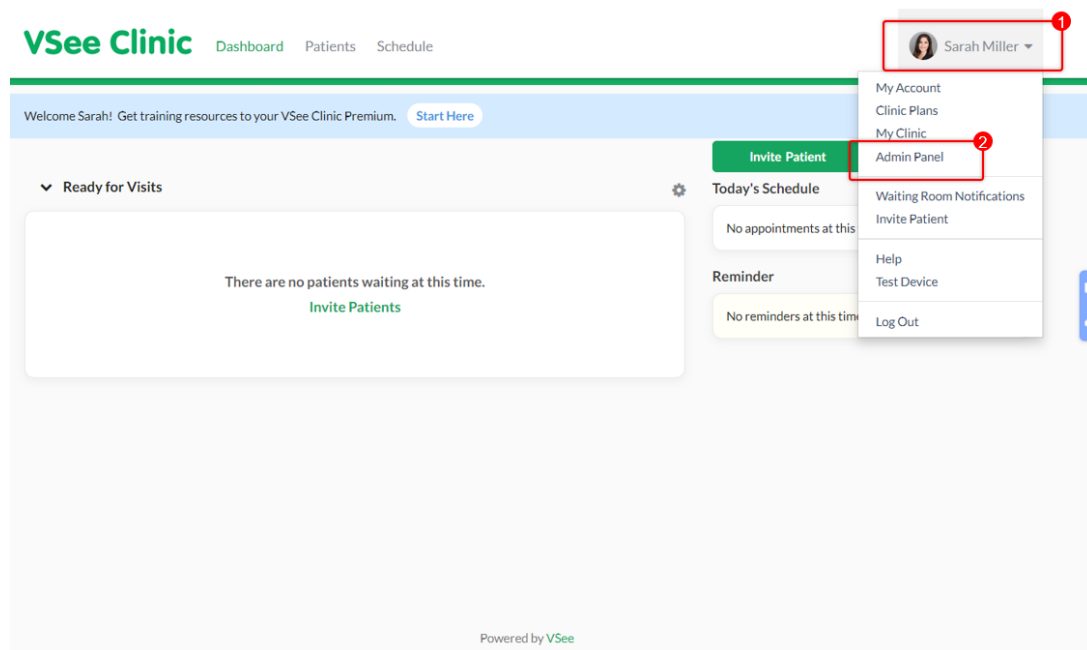 VSee Clinic Dashboard Patients Schedule
1
Sarah Miller
My Account
Clinic Plans
My Clinic
2
Admin Panel
Waiting Room Notifications
Invite Patient
Help
Test Device
Log Out
Welcome Sarah! Get training resources to your VSee Clinic Premium. Start Here
Ready for Visits
There are no patients waiting at this time.
Invite Patients
Invite Patient
Today's Schedule
No appointments at this
Reminder
No reminders at this time
Powered by VSee